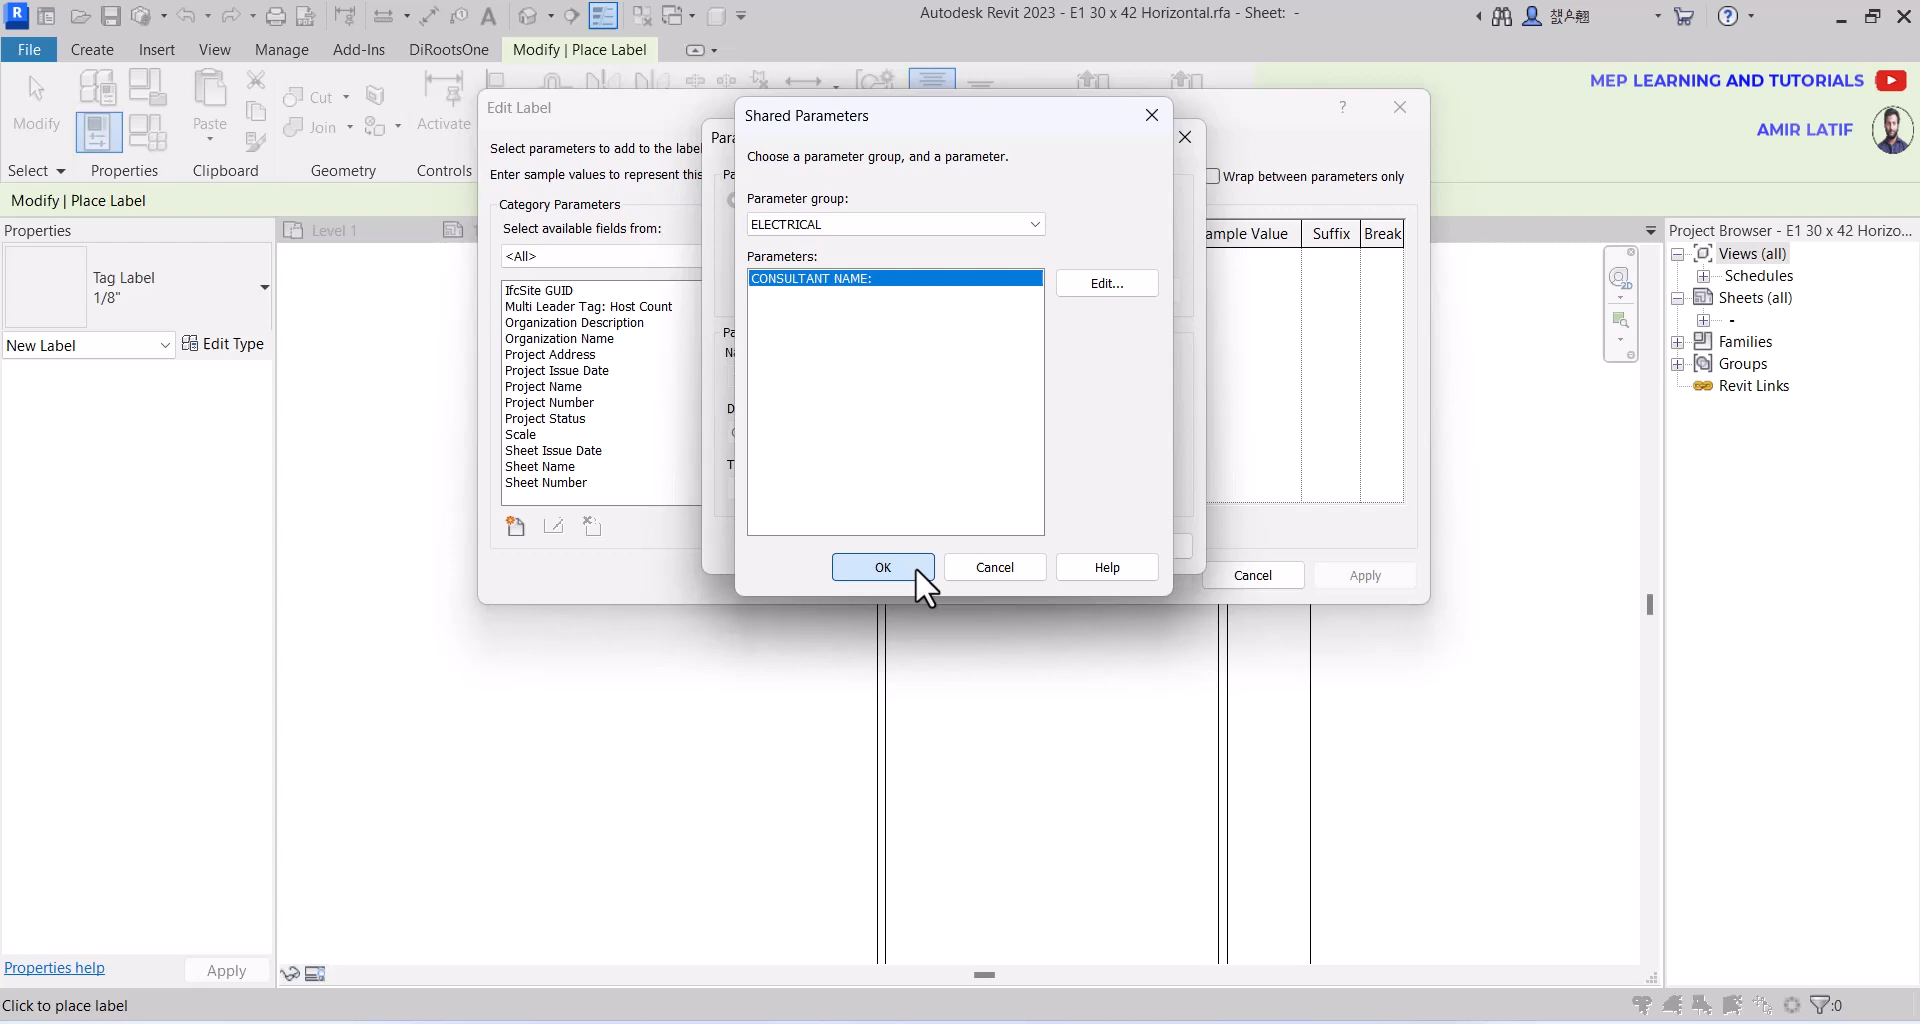 Autodesk Revit 2023 - E1 30 x 42 Horizontal.rfa - Sheet: -
File
Create
Insert
View
Manage
Add-Ins
DiRootsOne
Modify | Place Label
Modify
Paste
Cut
Join
Activate
Select
Properties
Clipboard
Geometry
Controls
MEP LEARNING AND TUTORIALS
AMIR LATIF
Modify | Place Label
Properties
Tag Label
1/8"
New Label
Edit Type
Properties help
Apply
Level 1
Edit Label
Select parameters to add to the label
Enter sample values to represent this
Category Parameters
Select available fields from:
<All>
IfcSite GUID
Multi Leader Tag: Host Count
Organization Description
Organization Name
Project Address
Project Issue Date
Project Name
Project Number
Project Status
Scale
Sheet Issue Date
Sheet Name
Sheet Number
Wrap between parameters only
ample Value
Suffix
Break
Cancel
Apply
Shared Parameters
Choose a parameter group, and a parameter.
Parameter group:
ELECTRICAL
Parameters:
CONSULTANT NAME:
Edit...
OK
Cancel
Help
Project Browser - E1 30 x 42 Horizo...
Views (all)
Schedules
Sheets (all)
-
Families
Groups
Revit Links
Click to place label
:0